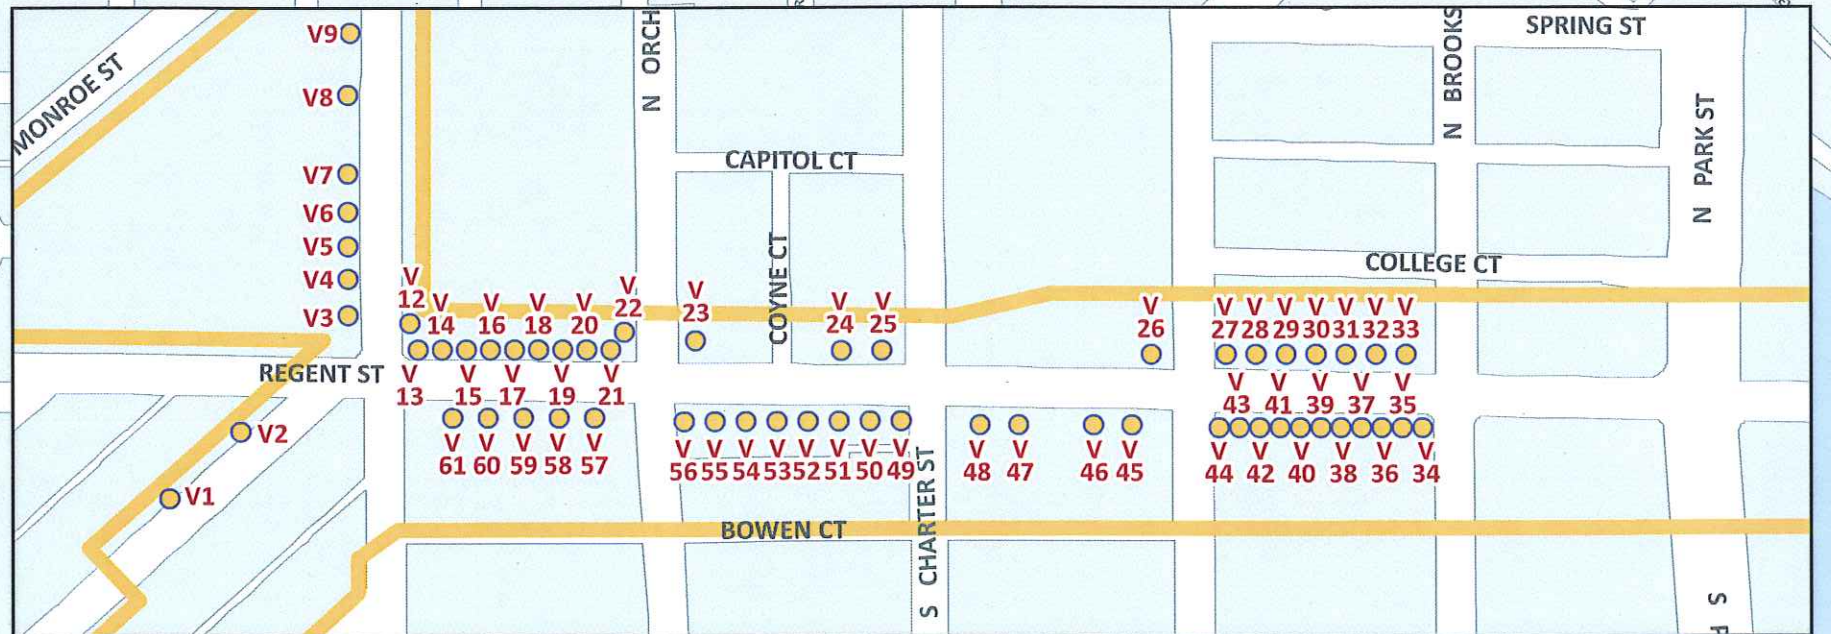 SPRING ST
N ORCH
N BROOKS
MONROE ST
V9
V8
N PARK ST
CAPITOL CT
V7
V6
V5
COYNE CT
COLLEGE CT
V4
V3
V
12
V
14
V
16
V
18
V
20
V
22
V
23
V
24
V
25
V
26
V
27
V
28
V
29
V
30
V
31
V
32
V
33
REGENT ST
V
13
V
15
V
17
V
19
V
21
V
43
V
41
V
39
V
37
V
35
V2
V1
V
61
V
60
V
59
V
58
V
57
V
56
V
55
V
54
V
53
V
52
V
51
V
50
V
49
V
48
V
47
V
46
V
45
V
44
V
42
V
40
V
38
V
36
V
34
S CHARTER ST
BOWEN CT
S